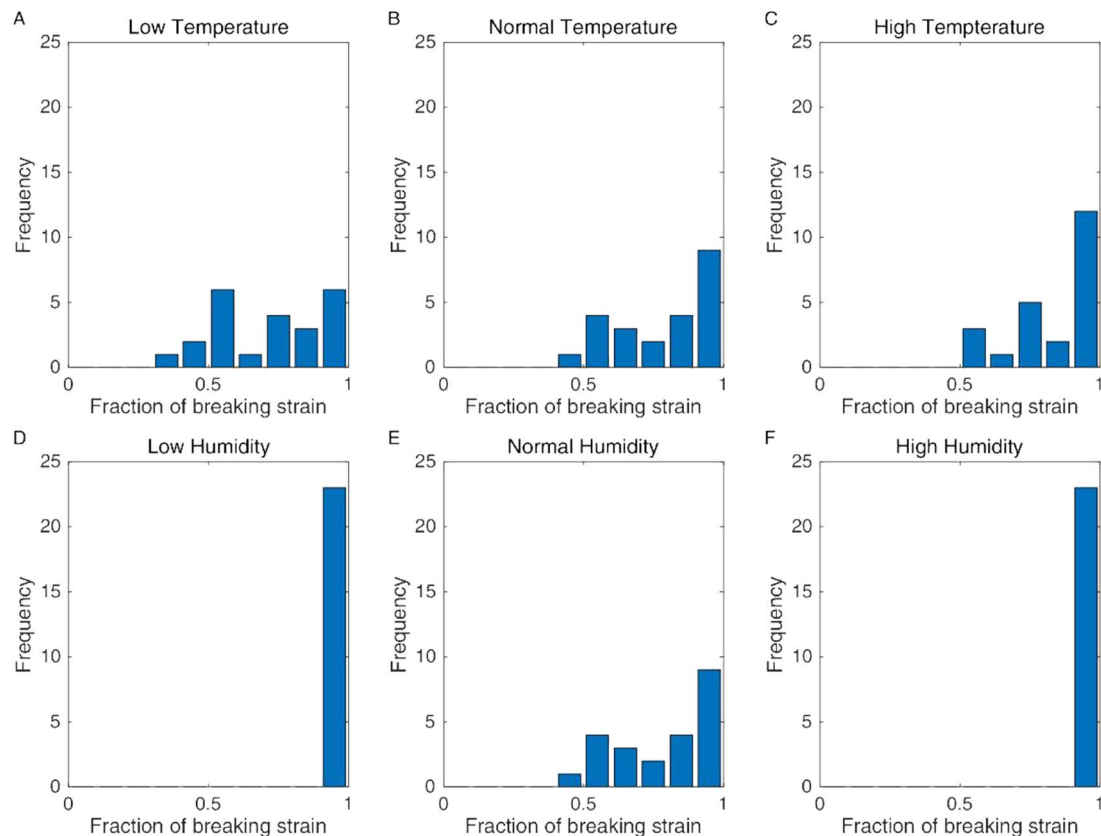 A
Low Temperature
25
20
15
10
5
0
Frequency
0
0.5
1
Fraction of breaking strain
B
Normal Temperature
25
20
15
10
5
0
Frequency
0
0.5
1
Fraction of breaking strain
C
High Tempterature
25
20
15
10
5
0
Frequency
0
0.5
1
Fraction of breaking strain
D
Low Humidity
25
20
15
10
5
0
Frequency
0
0.5
1
Fraction of breaking strain
E
Normal Humidity
25
20
15
10
5
0
Frequency
0
0.5
1
Fraction of breaking strain
F
High Humidity
25
20
15
10
5
0
Frequency
0
0.5
1
Fraction of breaking strain